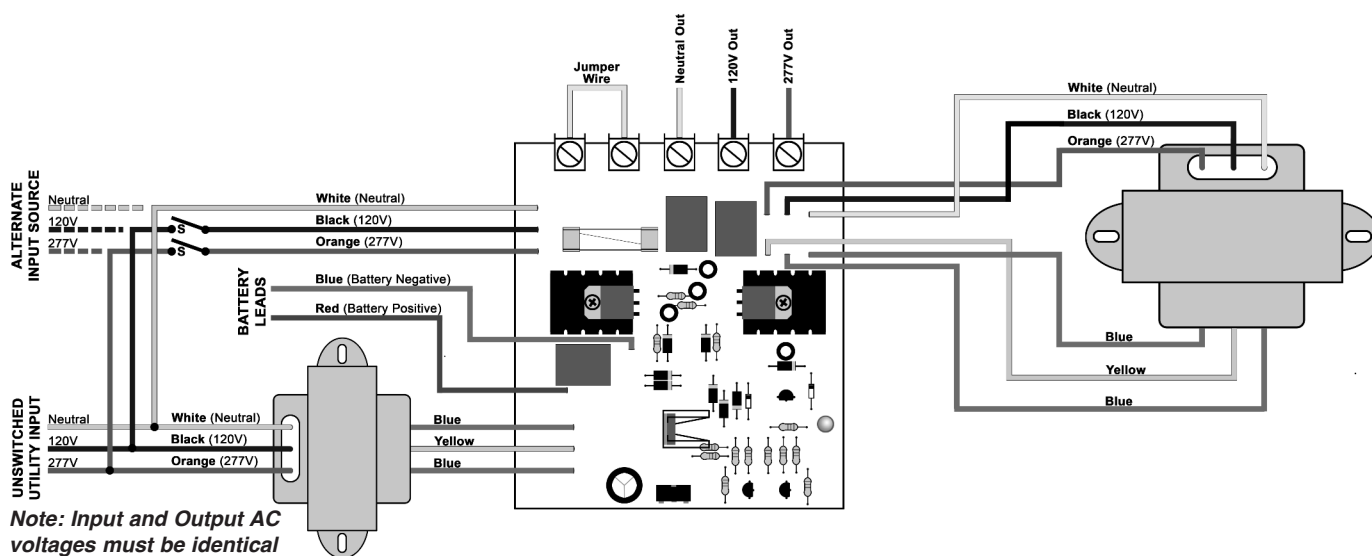 Jumper
Wire
Neutral Out
120V Out
277V Out
White (Neutral)
Black (120V)
Orange (277V)
ALTERNATE
INPUT SOURCE
Neutral
120V
277V
S
S
White (Neutral)
Black (120V)
Orange (277V)
BATTERY
LEADS
Blue (Battery Negative)
Red (Battery Positive)
Blue
Yellow
Blue
UNSWITCHED
UTILITY INPUT
Neutral
120V
277V
White (Neutral)
Black (120V)
Orange (277V)
Blue
Yellow
Blue
Note: Input and Output AC
voltages must be identical